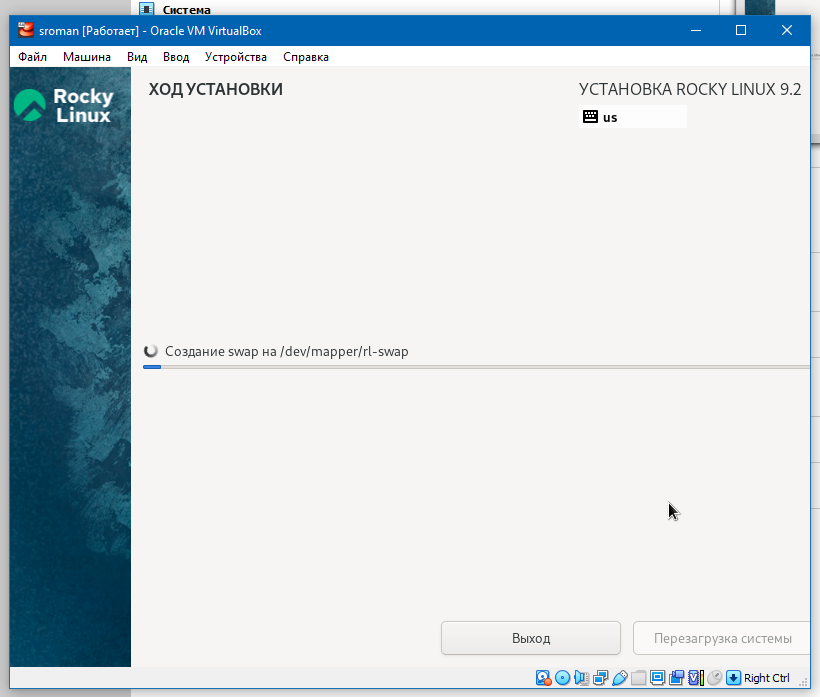 Система
sroman [Работает] - Oracle VM VirtualBox
Файл Машина Вид Ввод Устройства Справка
Rocky
Linux
ХОД УСТАНОВКИ
УСТАНОВКА ROCKY LINUX 9.2
us
Создание swap на /dev/mapper/rl-swap
Выход
Перезагрузка системы
Right Ctrl